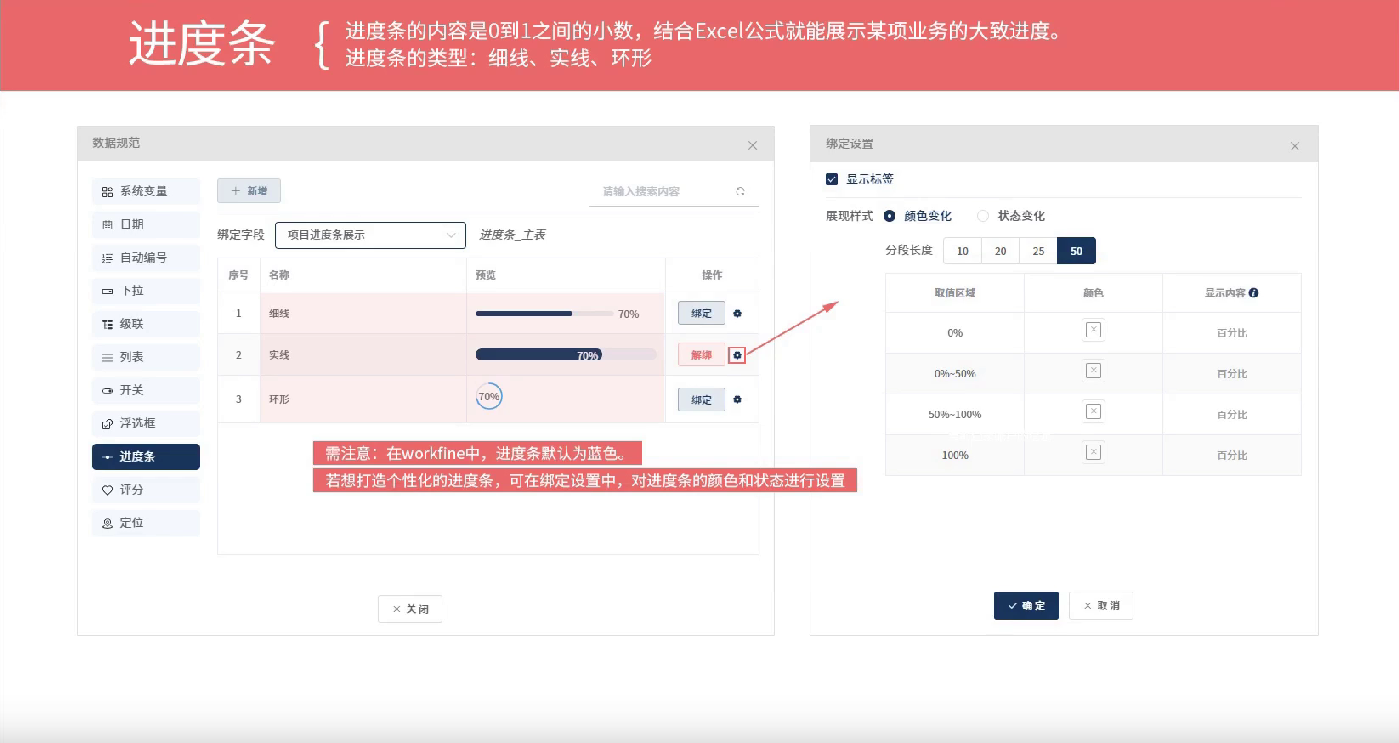 进度条
进度条的内容是0到1之间的小数，结合Excel公式就能展示某项业务的大致进度。
进度条的类型：细线、实线、环形
数据规范
系统变量
日期
自动编号
下拉
级联
列表
开关
浮选框
进度条
评分
定位
新增
请输入搜索内容
绑定字段 项目进度条展示 进度条_主表
序号 名称 预览 操作
1 细线 70% 绑定
2 实线 70% 解绑
3 环形 70% 绑定
需注意：在workfine中，进度条默认为蓝色。
若想打造个性化的进度条，可在绑定设置中，对进度条的颜色和状态进行设置
关闭
绑定设置
显示标签
展现样式 颜色变化 状态变化
分段长度 10 20 25 50
取值区域 颜色 显示内容
0% 百分比
0%~50% 百分比
50%~100% 百分比
100% 百分比
确定 取消